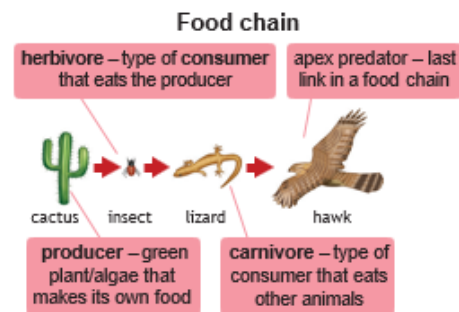 Food chain
herbivore – type of consumer
that eats the producer
apex predator – last
link in a food chain
cactus
insect
lizard
hawk
producer – green
plant/algae that
makes its own food
carnivore – type of
consumer that eats
other animals